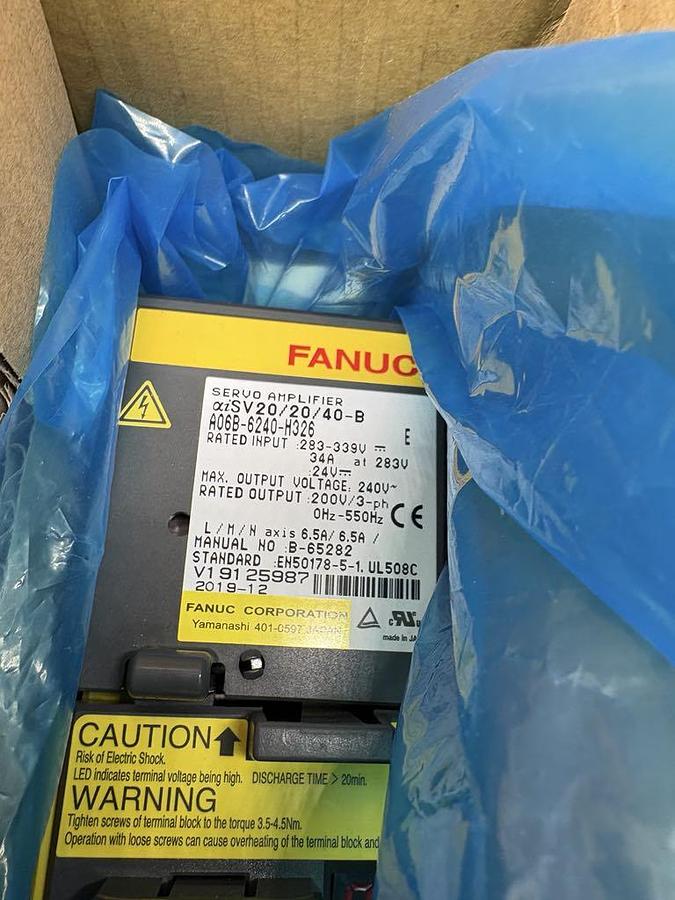 FANUC
SERVO AMPLIFIER
αiSV20/20/40-B
A06B-6240-H326
E
RATED INPUT :283-339V ⎓
34A at 283V
:24V⎓
MAX. OUTPUT VOLTAGE: 240V~
RATED OUTPUT :200V/3-ph
0Hz-550Hz
CE
L/M/N axis 6.5A/ 6.5A /
MANUAL NO :B-65282
STANDARD :EN50178-5-1, UL508C
V19125987
2019-12
FANUC CORPORATION
Yamanashi 401-0597 JAPAN
made in JA
CAUTION
Risk of Electric Shock.
LED indicates terminal voltage being high. DISCHARGE TIME > 20min.
WARNING
Tighten screws of terminal block to the torque 3.5-4.5Nm.
Operation with loose screws can cause overheating of the terminal block and